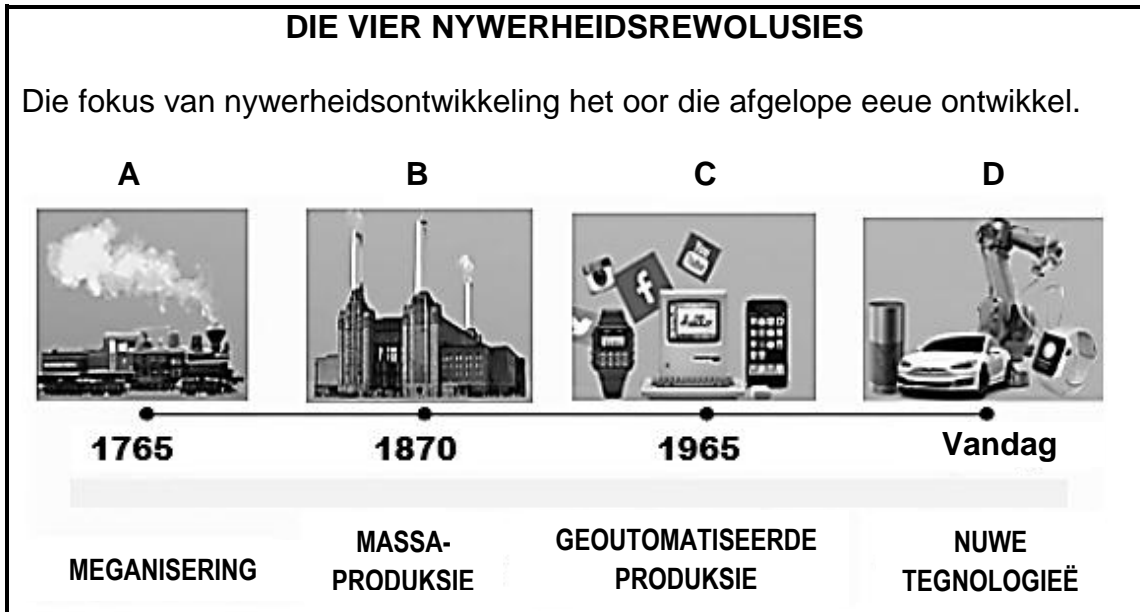 DIE VIER NYWERHEIDSREWOLUSIES
Die fokus van nywerheidsontwikkeling het oor die afgelope eeue ontwikkel.
A B C D
1765 1870 1965 Vandag
MEGANISERING
MASSA-
PRODUKSIE
GEOUTOMATISEERDE
PRODUKSIE
NUWE
TEGNOLOGIEË